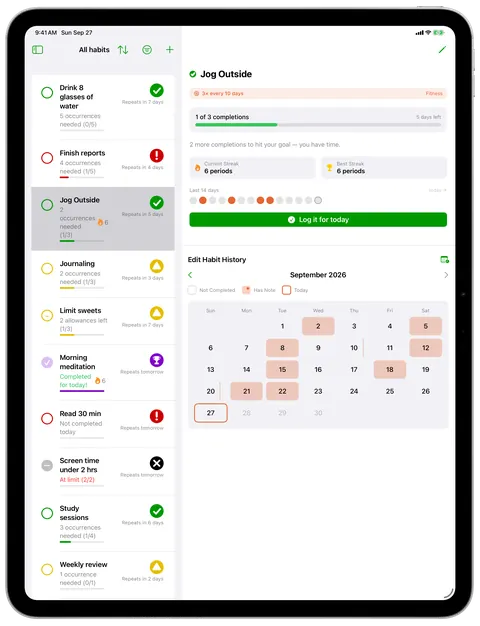 9:41 AM Sun Sep 27
All habits
Drink 8
glasses of
water
5 occurrences
needed (0/5)
Repeats in 7 days
Finish reports
4 occurrences
needed (1/5)
Repeats in 4 days
Jog Outside
2
occurrences
needed
(1/3)
6
Repeats in 5 days
Journaling
2 occurrences
needed (1/3)
Repeats in 3 days
Limit sweets
2 allowances left
(1/3)
Repeats in 7 days
Morning
meditation
Completed
for today!
6
Repeats tomorrow
Read 30 min
Not completed
today
Repeats tomorrow
Screen time
under 2 hrs
At limit (2/2)
Repeats tomorrow
Study
sessions
3 occurrences
needed (1/4)
Repeats in 6 days
Weekly review
1 occurrence
needed (0/1)
Repeats in 2 days
Jog Outside
3x every 10 days
Fitness
1 of 3 completions
5 days left
2 more completions to hit your goal — you have time.
Current Streak
6 periods
Best Streak
6 periods
Last 14 days
Log it for today
Edit Habit History
September 2026
Not Completed
Has Note
Today
Sun Mon Tue Wed Thu Fri Sat
1 2 3 4 5
6 7 8 9 10 11 12
13 14 15 16 17 18 19
20 21 22 23 24 25 26
27 28 29 30